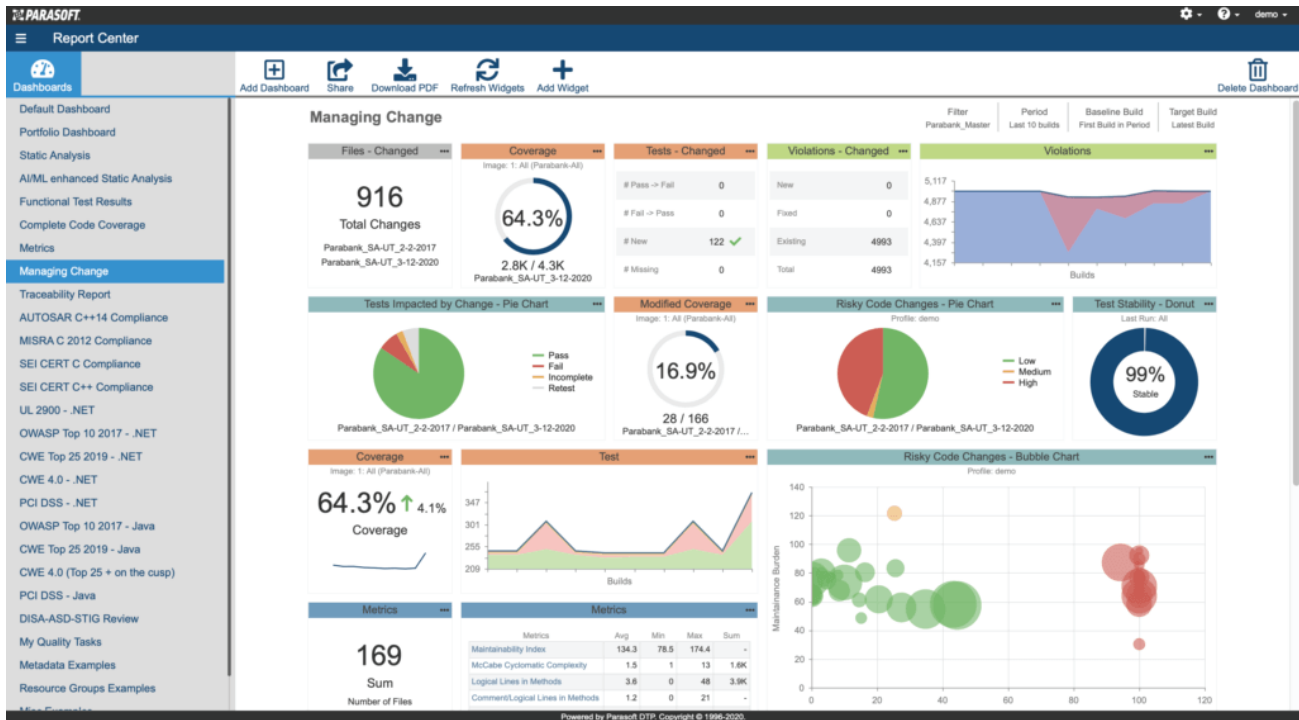 PARASOFT.
demo
Report Center
Dashboards
Add Dashboard
Share
Download PDF
Refresh Widgets
Add Widget
Delete Dashboard
Default Dashboard
Portfolio Dashboard
Static Analysis
AI/ML enhanced Static Analysis
Functional Test Results
Complete Code Coverage
Metrics
Managing Change
Traceability Report
AUTOSAR C++14 Compliance
MISRA C 2012 Compliance
SEI CERT C Compliance
SEI CERT C++ Compliance
UL 2900 - .NET
OWASP Top 10 2017 - .NET
CWE Top 25 2019 - .NET
CWE 4.0 - .NET
PCI DSS - .NET
OWASP Top 10 2017 - Java
CWE Top 25 2019 - Java
CWE 4.0 (Top 25 + on the cusp)
PCI DSS - Java
DISA-ASD-STIG Review
My Quality Tasks
Metadata Examples
Resource Groups Examples
Managing Change
Filter
Parabank_Master
Period
Last 10 builds
Baseline Build
First Build in Period
Target Build
Latest Build
Files - Changed
916
Total Changes
Parabank_SA-UT_2-2-2017
Parabank_SA-UT_3-12-2020
Coverage
Image: 1: All (Parabank-All)
64.3%
2.8K / 4.3K
Parabank_SA-UT_3-12-2020
Tests - Changed
# Pass -> Fail 0
# Fail -> Pass 0
# New 122
# Missing 0
Violations - Changed
New 0
Fixed 0
Existing 4993
Total 4993
Violations
5,117
4,877
4,637
4,397
4,157
Builds
Tests Impacted by Change - Pie Chart
Pass
Fail
Incomplete
Retest
Parabank_SA-UT_2-2-2017 / Parabank_SA-UT_3-12-2020
Modified Coverage
Image: 1: All (Parabank-All)
16.9%
28 / 166
Parabank_SA-UT_2-2-2017 /...
Risky Code Changes - Pie Chart
Profile: demo
Low
Medium
High
Parabank_SA-UT_2-2-2017 / Parabank_SA-UT_3-12-2020
Test Stability - Donut
Last Run: All
99%
Stable
Coverage
Image: 1: All (Parabank-All)
64.3% 4.1%
Coverage
Test
347
301
255
209
Builds
Risky Code Changes - Bubble Chart
Profile: demo
Maintainance Burden
140
120
100
80
60
40
20
0
0 20 40 60 80 100 120
Metrics
169
Sum
Number of Files
Metrics
Metrics Avg Min Max Sum
Maintainability Index 134.3 78.5 174.4 -
McCabe Cyclomatic Complexity 1.5 1 13 1.6K
Logical Lines in Methods 3.6 0 48 3.9K
Comment/Logical Lines in Methods 1.2 0 21 -
Powered by Parasoft DTP. Copyright © 1996-2020.